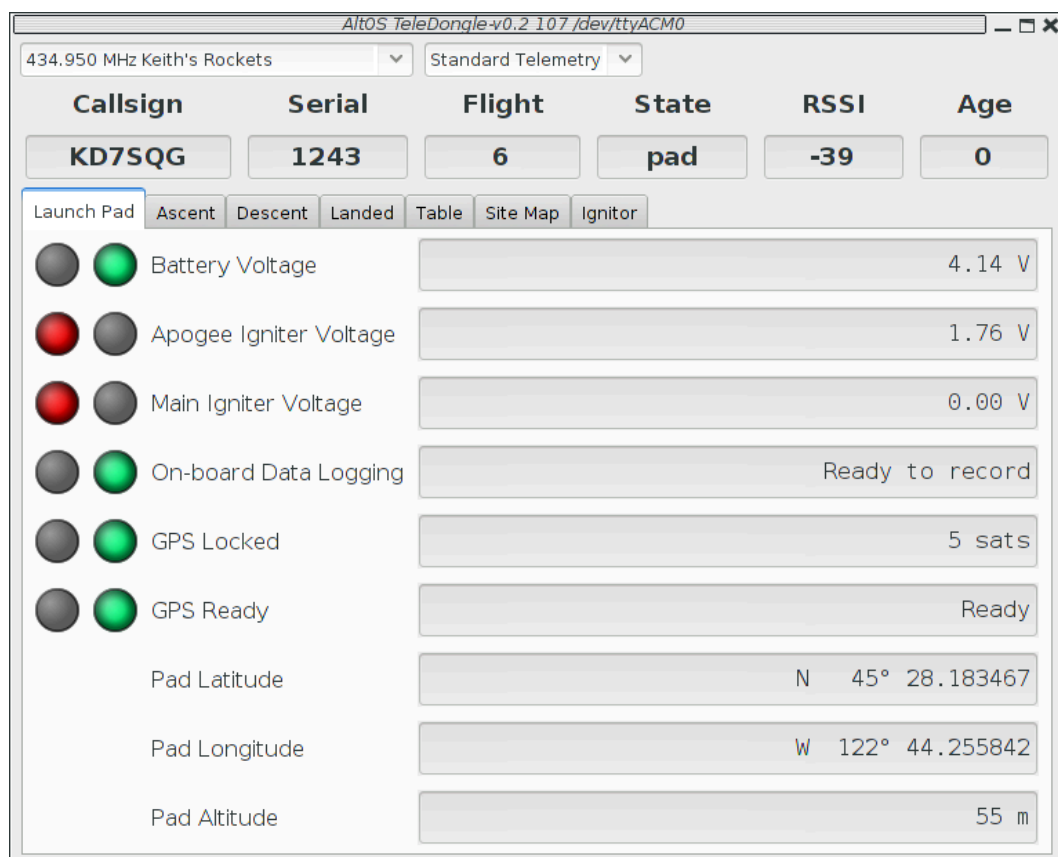 AltOS TeleDongle-v0.2 107 /dev/ttyACM0
434.950 MHz Keith's Rockets Standard Telemetry
Callsign Serial Flight State RSSI Age
KD7SQG 1243 6 pad -39 0
Launch Pad Ascent Descent Landed Table Site Map Ignitor
Battery Voltage 4.14 V
Apogee Igniter Voltage 1.76 V
Main Igniter Voltage 0.00 V
On-board Data Logging Ready to record
GPS Locked 5 sats
GPS Ready Ready
Pad Latitude N 45° 28.183467
Pad Longitude W 122° 44.255842
Pad Altitude 55 m